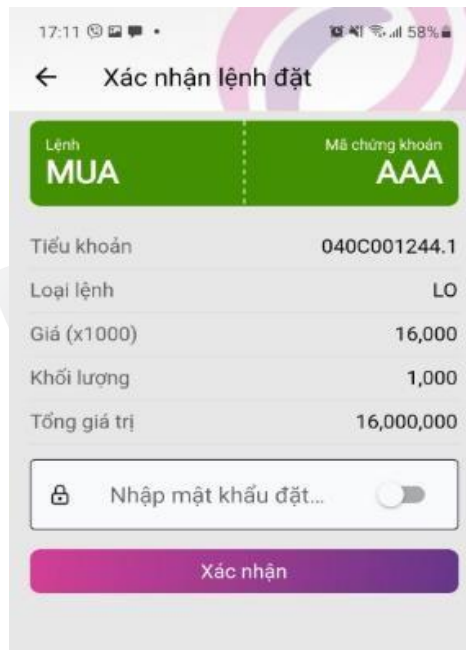 17:11 58%
Xác nhận lệnh đặt
Lệnh Mã chứng khoán
MUA AAA
Tiểu khoản 040C001244.1
Loại lệnh LO
Giá (x1000) 16,000
Khối lượng 1,000
Tổng giá trị 16,000,000
Nhập mật khẩu đặt...
Xác nhận